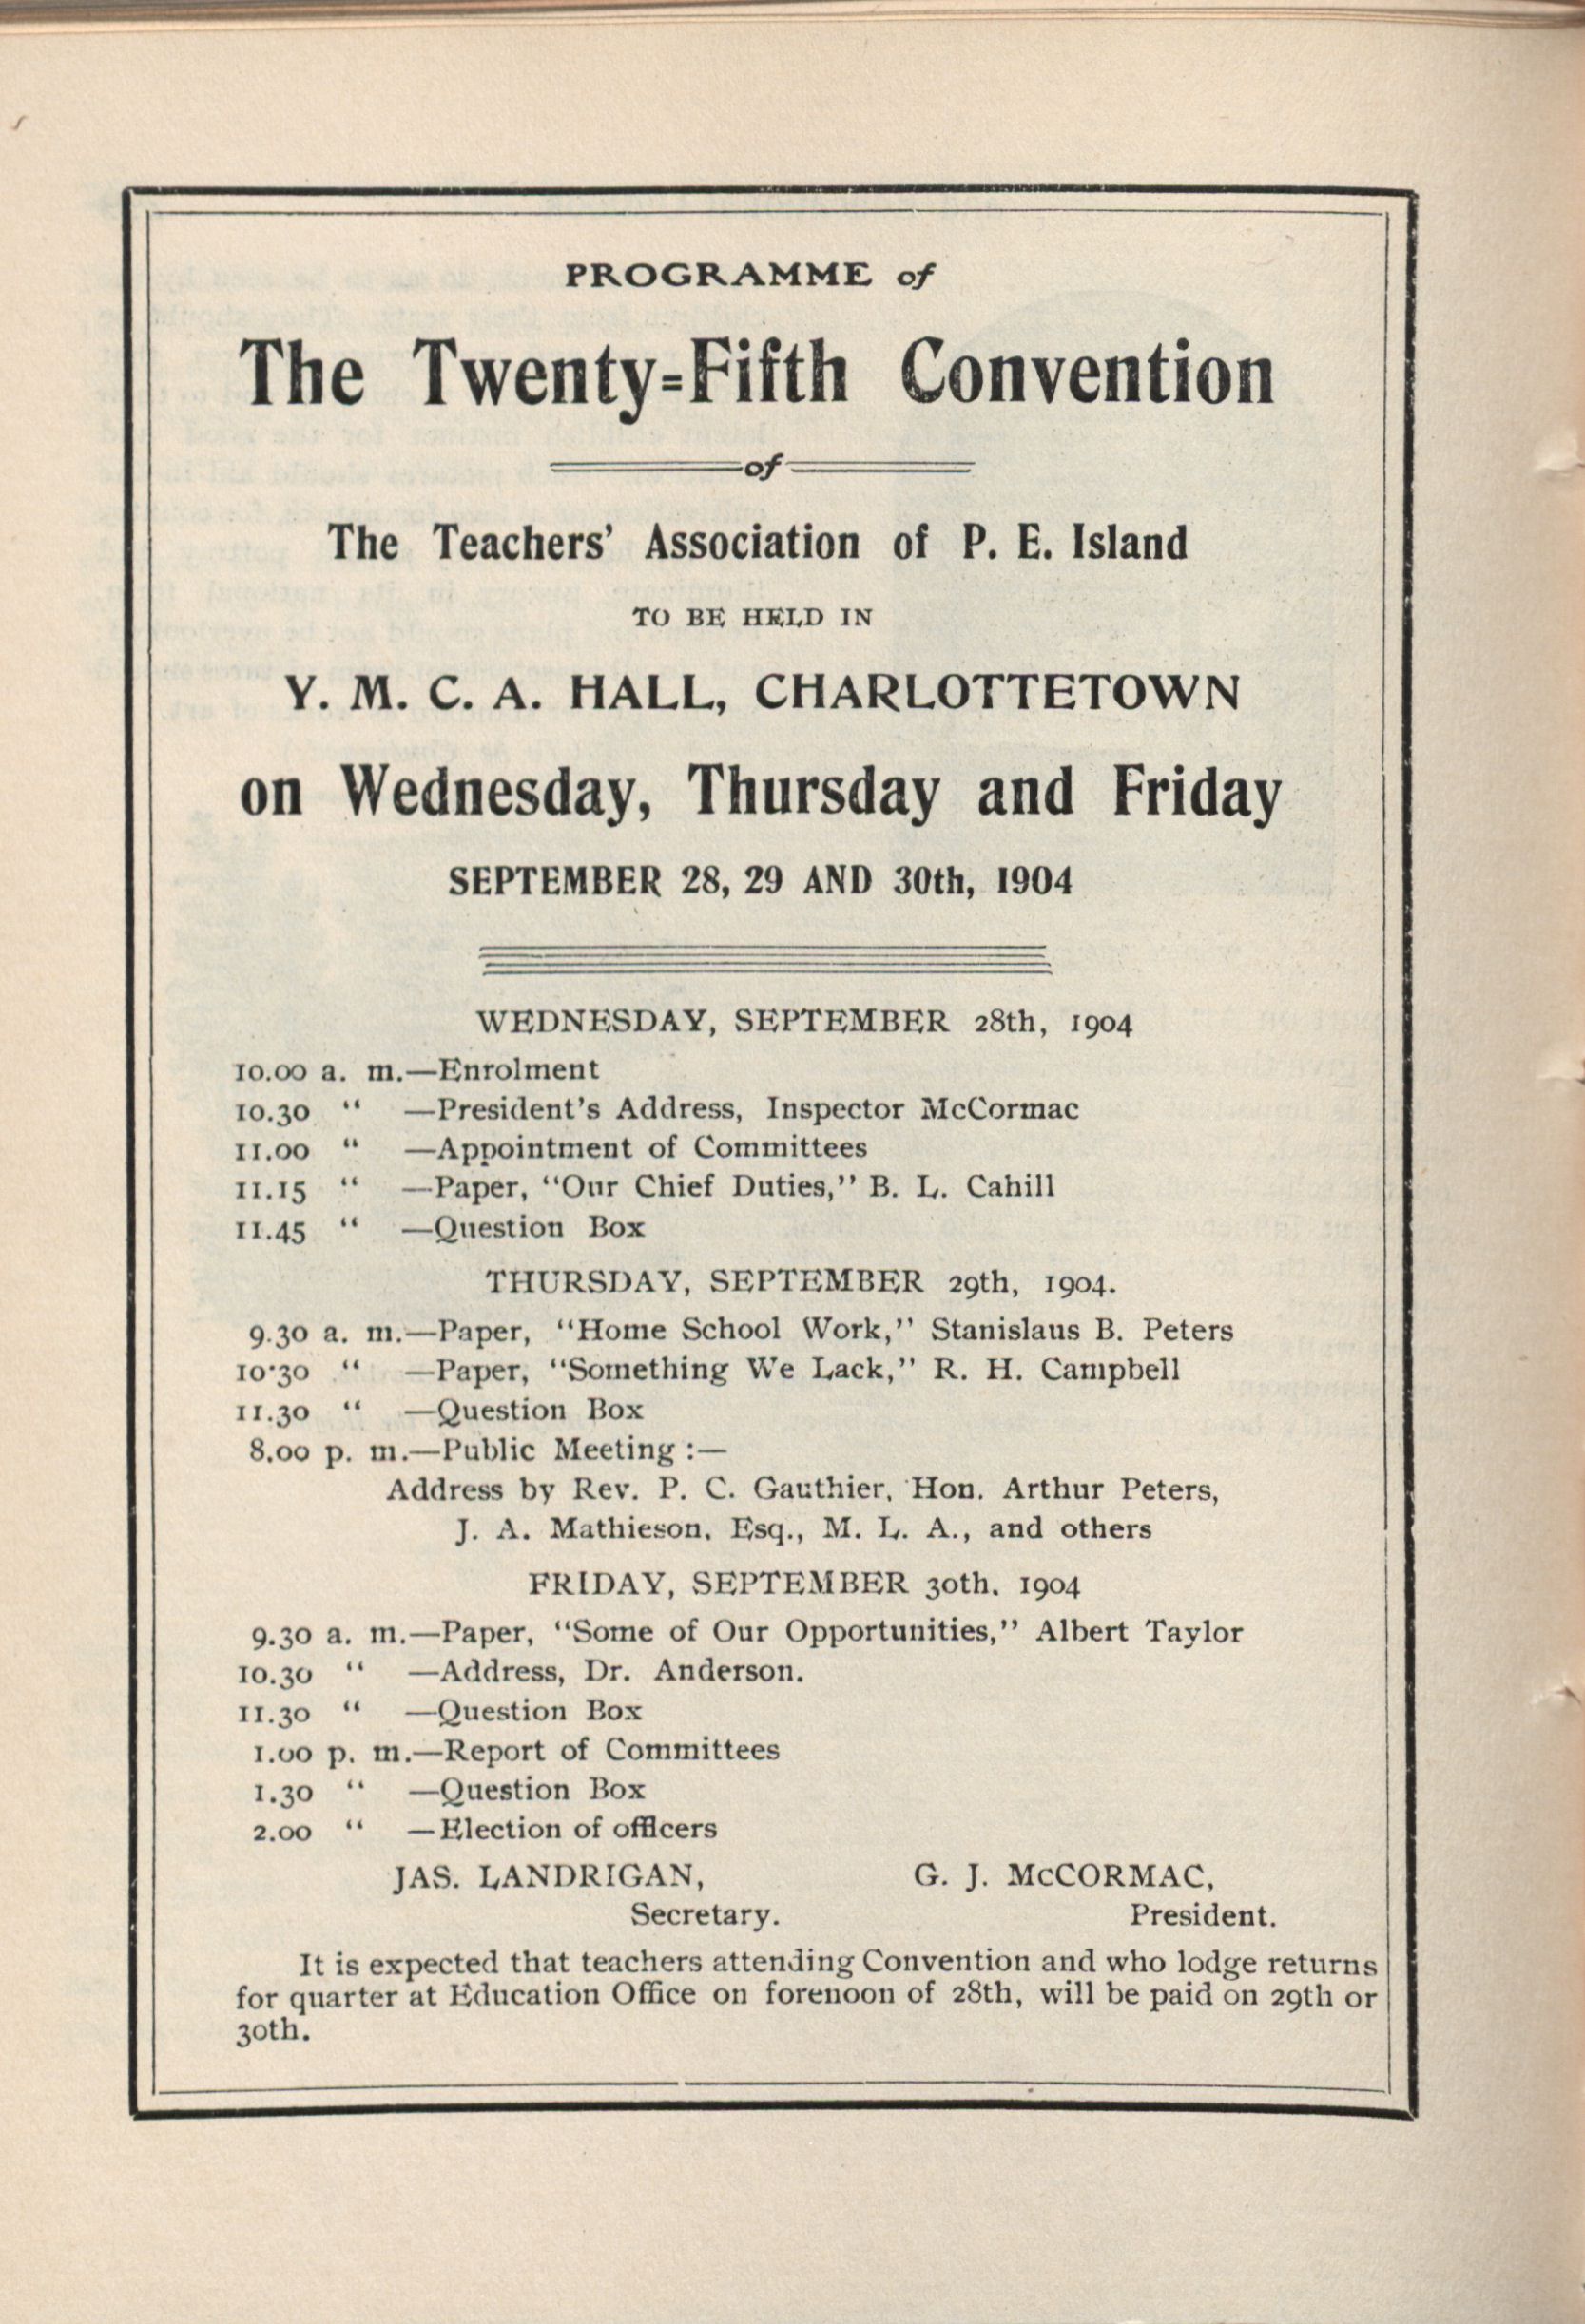 PROGRAMME of
The Twenty-Fifth Convention
of
The Teachers' Association of P. E. Island
TO BE HELD IN
Y. M. C. A. HALL, CHARLOTTETOWN
on Wednesday, Thursday and Friday
SEPTEMBER 28, 29 AND 30th, 1904
WEDNESDAY, SEPTEMBER 28th, 1904
10.00 a. m.—Enrolment
10.30 “ —President's Address, Inspector McCormac
11.00 “ —Appointment of Committees
11.15 “ —Paper, “Our Chief Duties,” B. L. Cahill
11.45 “ —Question Box
THURSDAY, SEPTEMBER 29th, 1904.
9.30 a. m.—Paper, “Home School Work,” Stanislaus B. Peters
10·30 “ —Paper, “Something We Lack,” R. H. Campbell
11.30 “ —Question Box
8.00 p. m.—Public Meeting :—
Address by Rev. P. C. Gauthier, Hon. Arthur Peters,
J. A. Mathieson, Esq., M. L. A., and others
FRIDAY, SEPTEMBER 30th. 1904
9.30 a. m.—Paper, “Some of Our Opportunities,” Albert Taylor
10.30 “ —Address, Dr. Anderson.
11.30 “ —Question Box
1.00 p. m.—Report of Committees
1.30 “ —Question Box
2.00 “ —Election of officers
JAS. LANDRIGAN, G. J. McCORMAC,
Secretary. President.
It is expected that teachers attending Convention and who lodge returns
for quarter at Education Office on forenoon of 28th, will be paid on 29th or
30th.